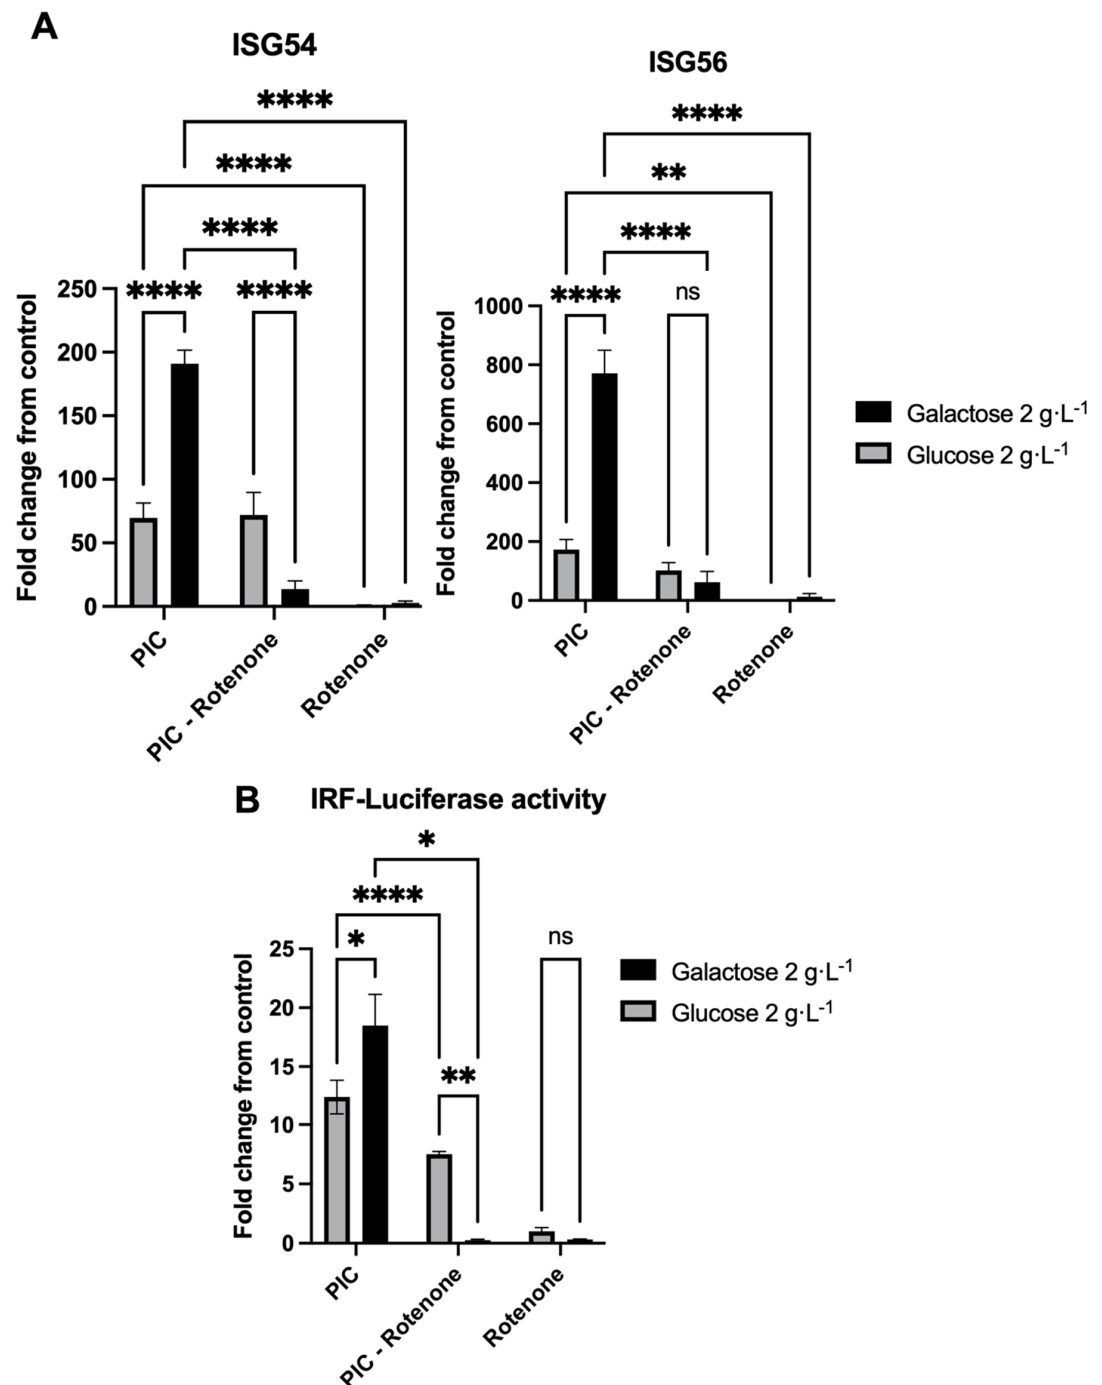 A
ISG54
ISG56
****
****
****
**
****
****
**** ****
**** ns
Fold change from control
250
200
150
100
50
0
PIC
PIC - Rotenone
Rotenone
Fold change from control
1000
800
600
400
200
0
PIC
PIC - Rotenone
Rotenone
Galactose 2 g·L-1
Glucose 2 g·L-1
B IRF-Luciferase activity
*
****
*
ns
**
Fold change from control
25
20
15
10
5
0
PIC
PIC - Rotenone
Rotenone
Galactose 2 g·L-1
Glucose 2 g·L-1